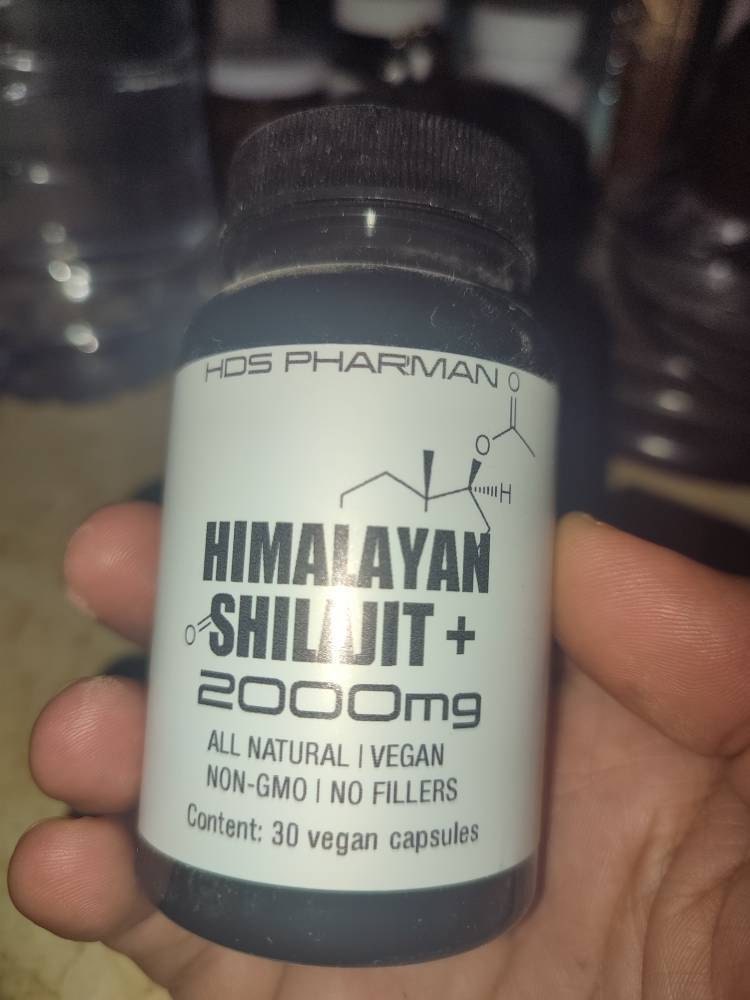 HDS PHARMAN
O
O
H
HIMALAYAN
O
SHILAJIT +
2000mg
ALL NATURAL | VEGAN
NON-GMO | NO FILLERS
Content: 30 vegan capsules